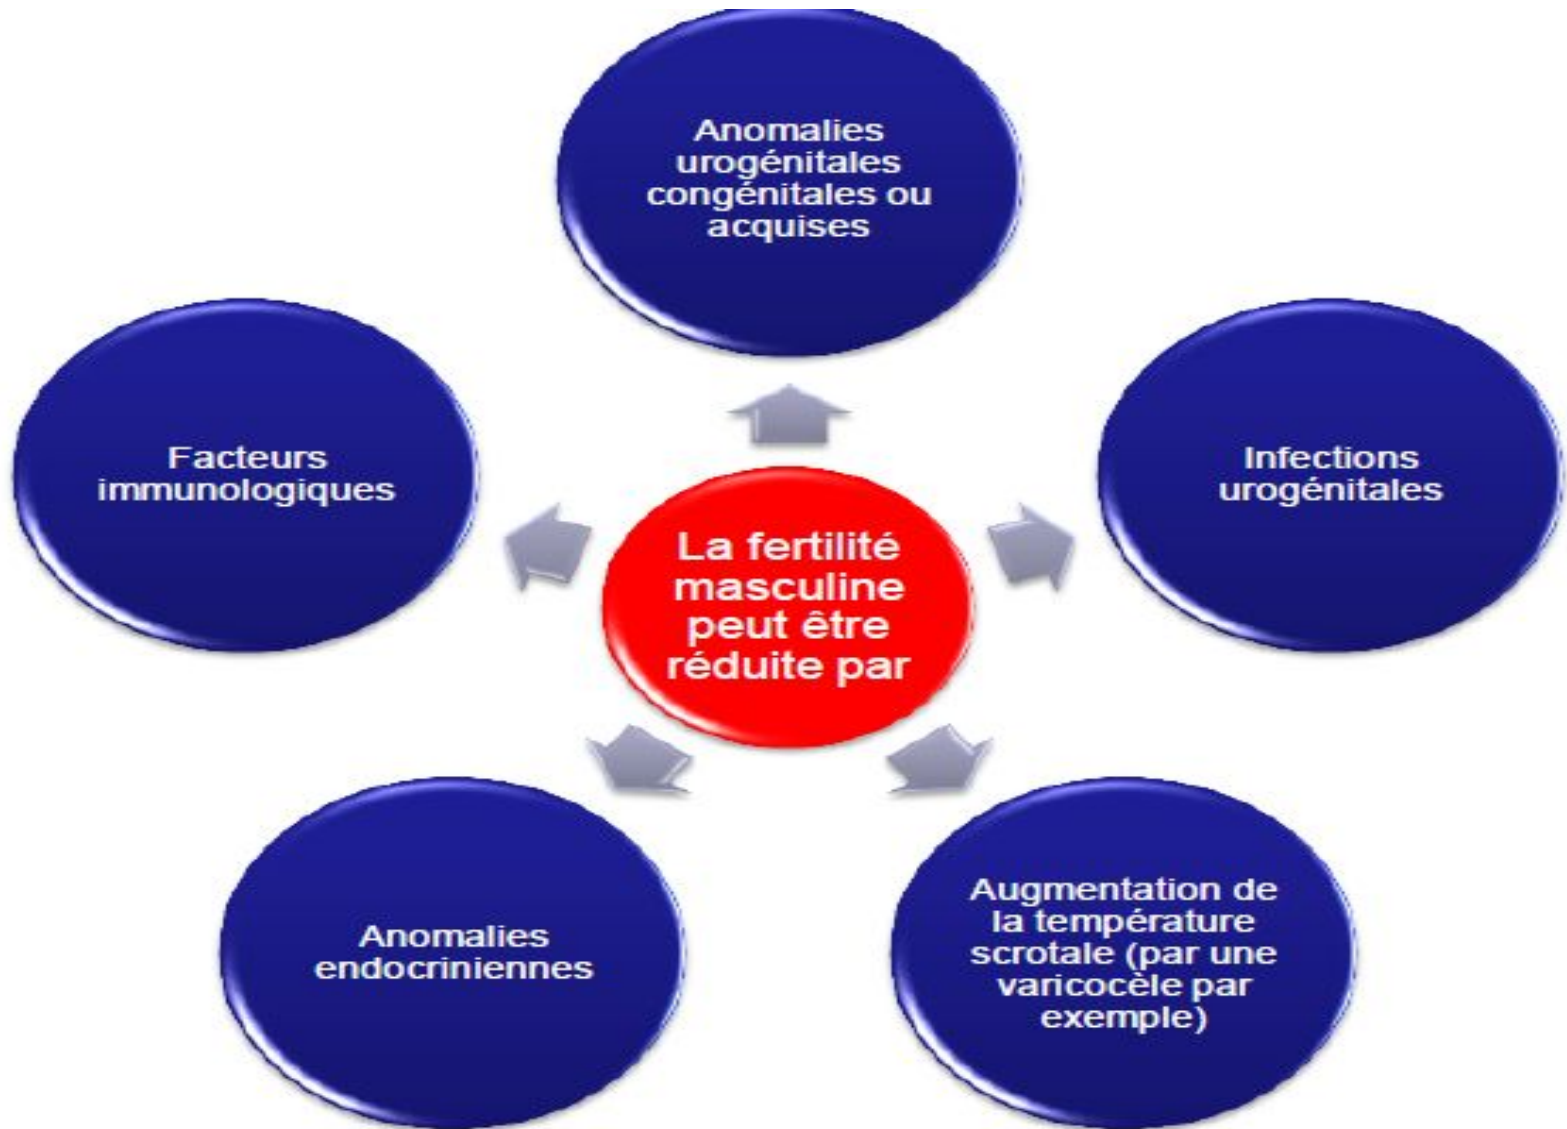 Anomalies
urogénitales
congénitales ou
acquises
Facteurs
immunologiques
Infections
urogénitales
La fertilité
masculine
peut être
réduite par
Anomalies
endocriniennes
Augmentation de
la température
scrotale (par une
varicocèle par
exemple)